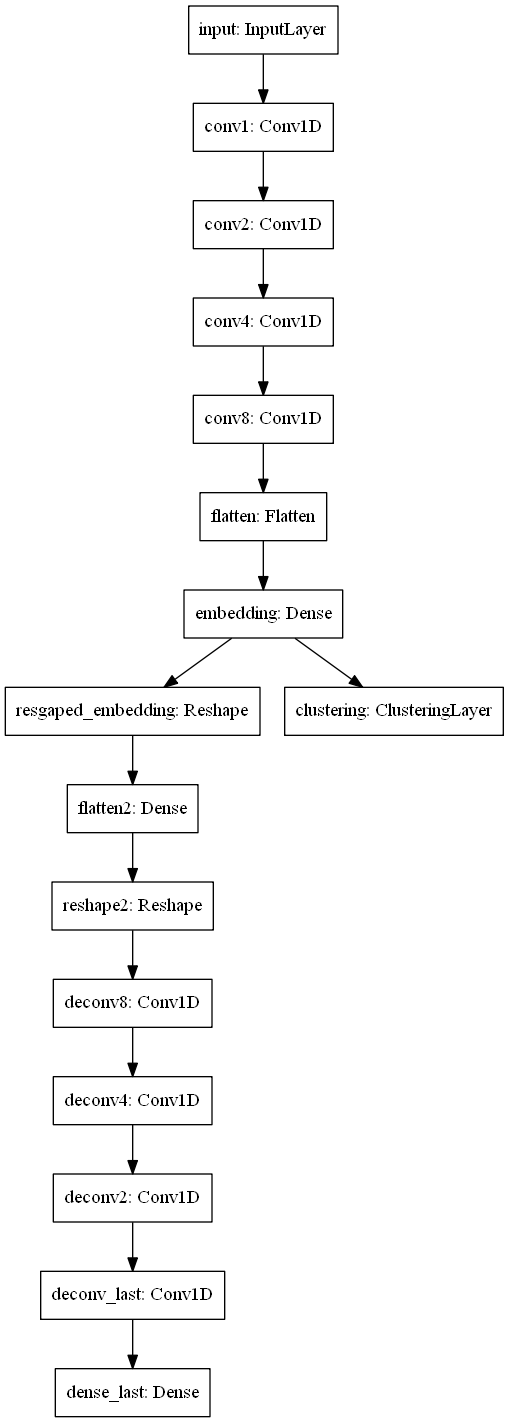 input: InputLayer
conv1: Conv1D
conv2: Conv1D
conv4: Conv1D
conv8: Conv1D
flatten: Flatten
embedding: Dense
resgaped_embedding: Reshape
clustering: ClusteringLayer
flatten2: Dense
reshape2: Reshape
deconv8: Conv1D
deconv4: Conv1D
deconv2: Conv1D
deconv_last: Conv1D
dense_last: Dense